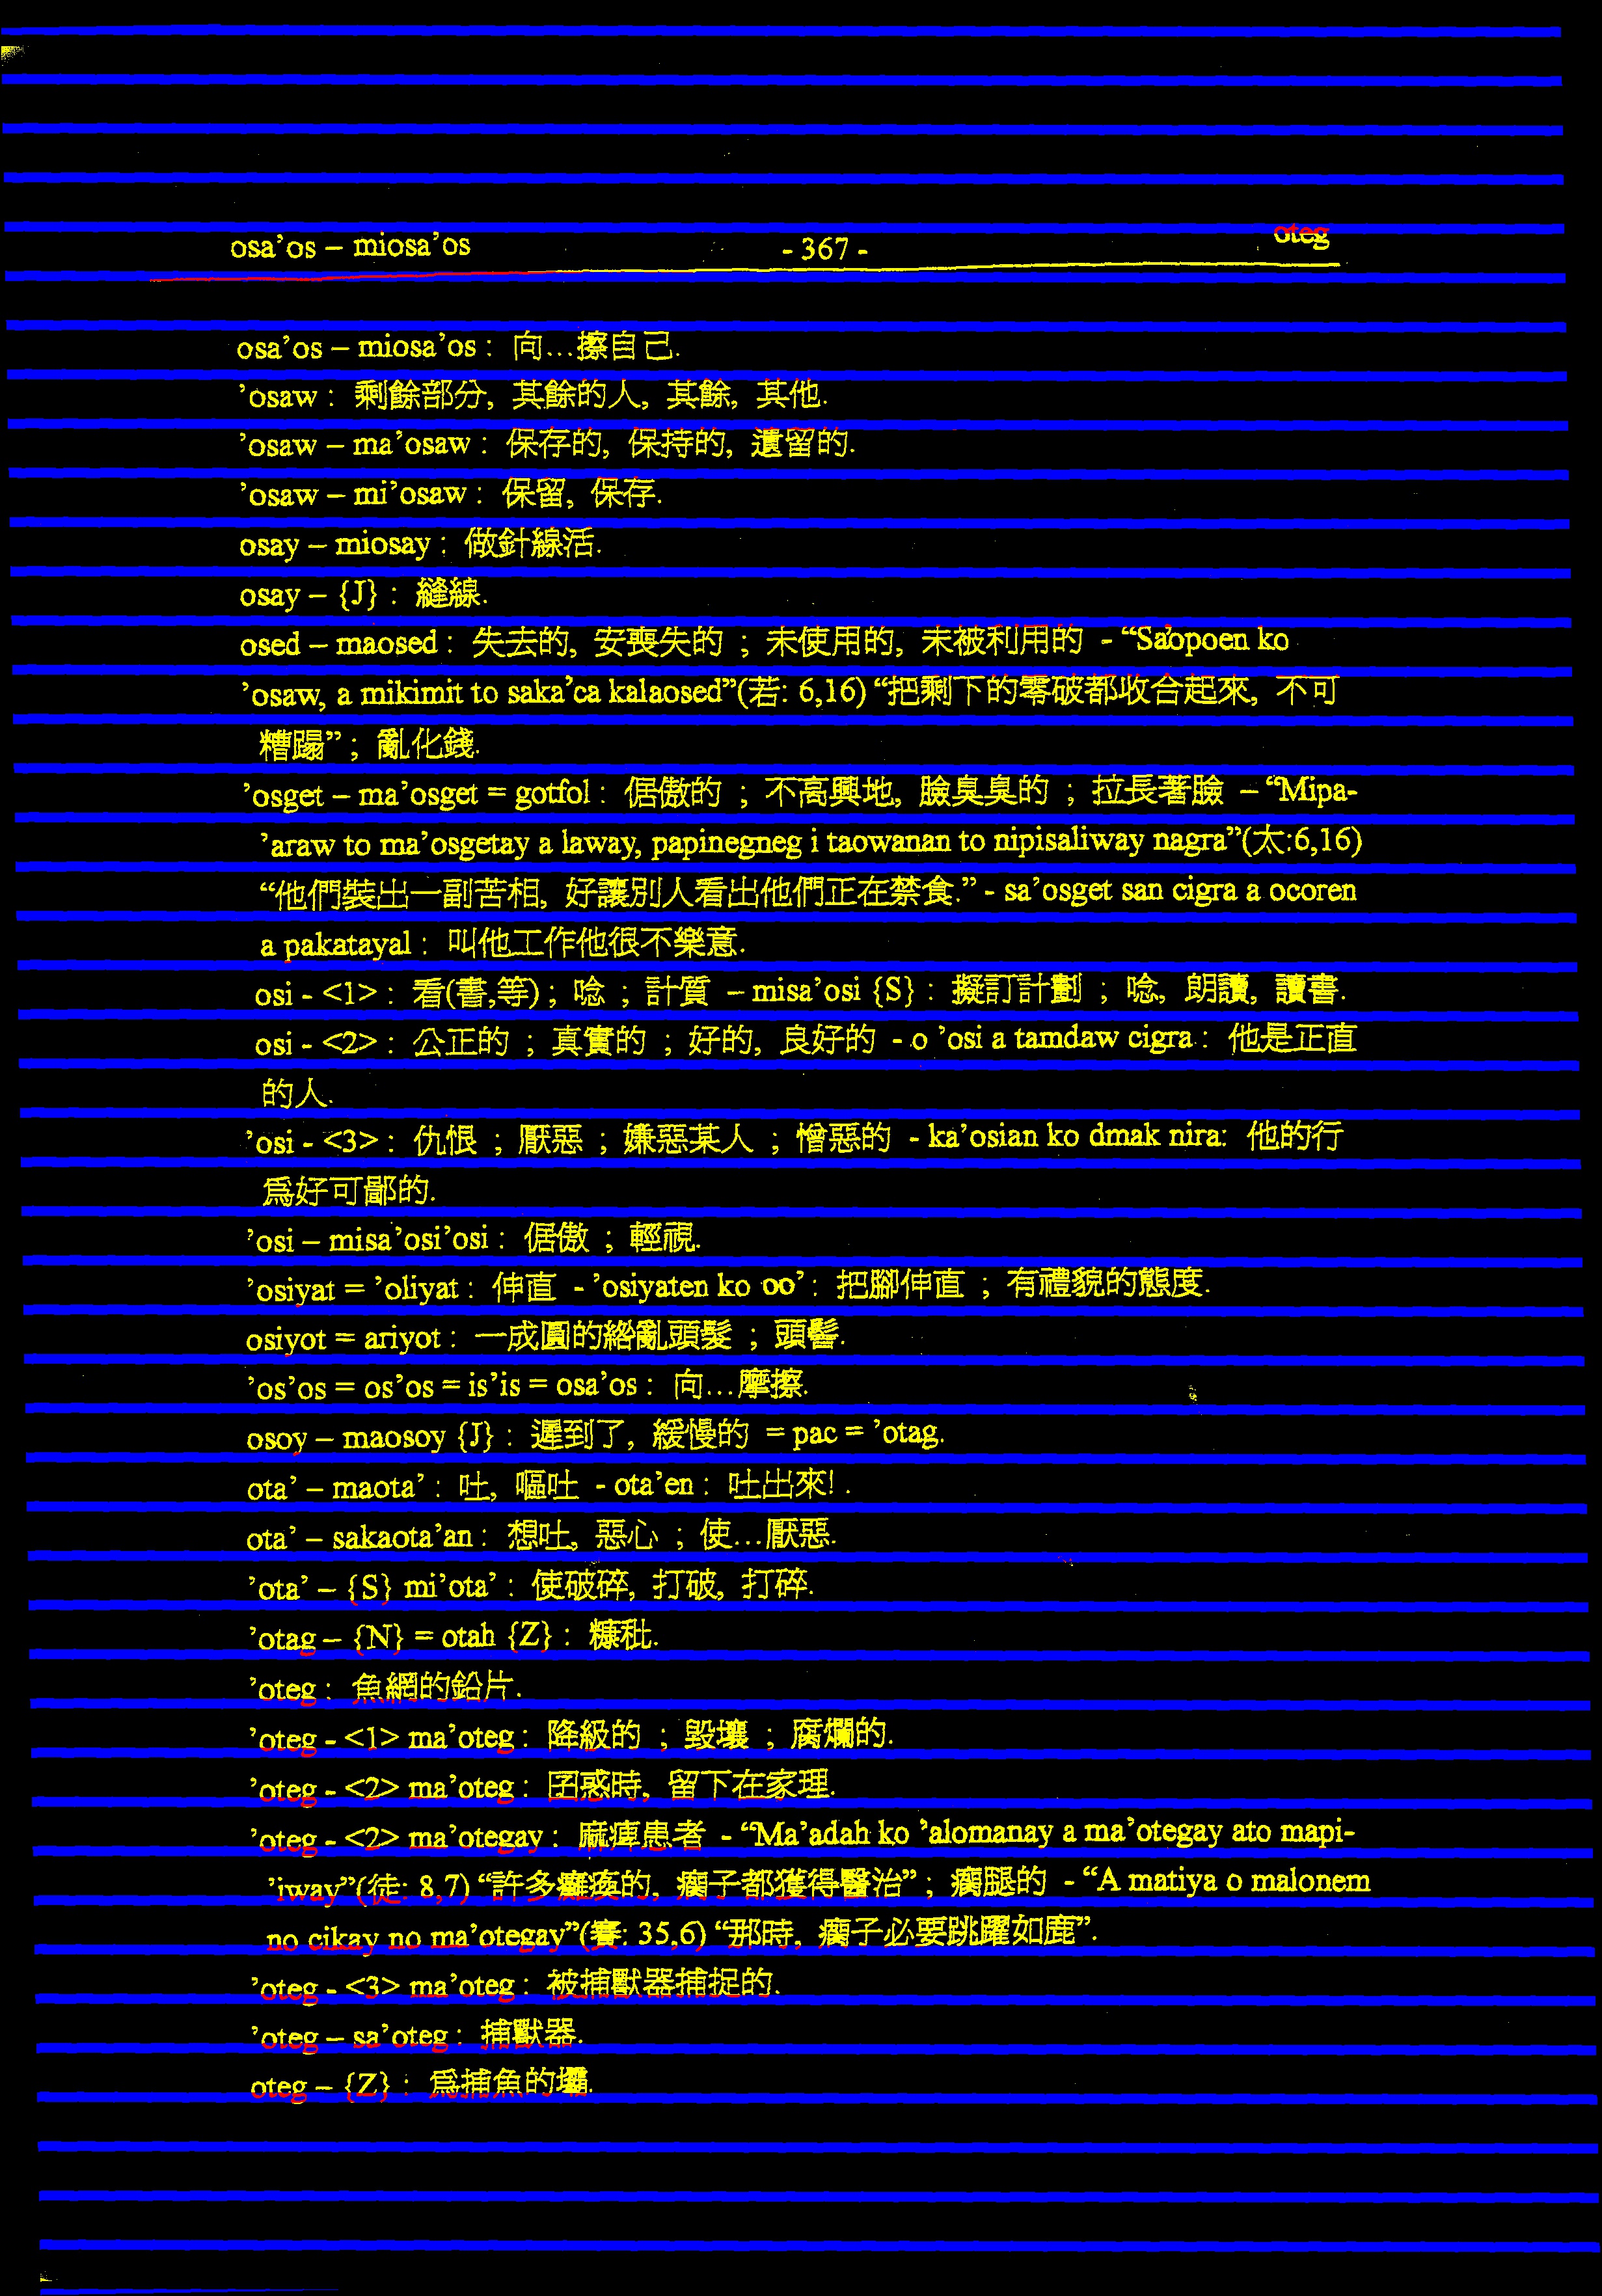 osa’os – miosa’os - 367 - oteg
osa’os – miosa’os : 向…擦自己.
’osaw : 剩餘部分, 其餘的人, 其餘, 其他.
’osaw – ma’osaw : 保存的, 保持的, 遺留的.
’osaw – mi’osaw : 保留, 保存.
osay – miosay : 做針線活.
osay – {J} : 縫線.
osed – maosed : 失去的, 安喪失的 ; 未使用的, 未被利用的 - “Sa'opoen ko
’osaw, a mikimit to saka’ca kalaosed”(若: 6,16) “把剩下的零破都收合起來, 不可
糟蹋” ; 亂化錢.
’osget – ma’osget = gotfol : 倨傲的 ; 不高興地, 臉臭臭的 ; 拉長著臉 – “Mipa-
’araw to ma’osgetay a laway, papinegneg i taowanan to nipisaliway nagra”(太:6,16)
“他們裝出一副苦相, 好讓別人看出他們正在禁食.” - sa’osget san cigra a ocoren
a pakatayal : 叫他工作他很不樂意.
osi - <1> : 看(書,等) ; 唸 ; 計質 – misa’osi {S} : 擬訂計劃 ; 唸, 朗讀, 讀書.
osi - <2> : 公正的 ; 真實的 ; 好的, 良好的 - o ’osi a tamdaw cigra : 他是正直
的人.
’osi - <3> : 仇恨 ; 厭惡 ; 嫌惡某人 ; 憎惡的 - ka’osian ko dmak nira: 他的行
爲好可鄙的.
’osi – misa’osi’osi : 倨傲 ; 輕視.
’osiyat = ’oliyat : 伸直 - ’osiyaten ko oo’ : 把腳伸直 ; 有禮貌的態度.
osiyot = ariyot : 一成圓的綹亂頭髮 ; 頭髻.
’os’os = os’os = is’is = osa’os : 向…摩擦.
osoy – maosoy {J} : 遲到了, 緩慢的 = pac = ’otag.
ota’ – maota’ : 吐, 嘔吐 - ota’en : 吐出來! .
ota’ – sakaota’an : 想吐, 惡心 ; 使…厭惡.
’ota’ – {S} mi’ota’ : 使破碎, 打破, 打碎.
’otag – {N} = otah {Z} : 糠秕.
’oteg : 魚網的鉛片.
’oteg - <1> ma’oteg : 降級的 ; 毀壞 ; 腐爛的.
’oteg - <2> ma’oteg : 困惑時, 留下在家理.
’oteg - <2> ma’otegay : 麻痺患者 - “Ma’adah ko ’alomanay a ma’otegay ato mapi-
’iway”(徒: 8,7) “許多癱瘓的, 瘸子都獲得醫治” ; 瘸腿的 - “A matiya o malonem
no cikay no ma’otegay”(賽: 35,6) “那時, 瘸子必要跳躍如鹿”.
’oteg - <3> ma’oteg : 被捕獸器捕捉的.
’oteg – sa’oteg : 捕獸器.
oteg – {Z} : 爲捕魚的壩.